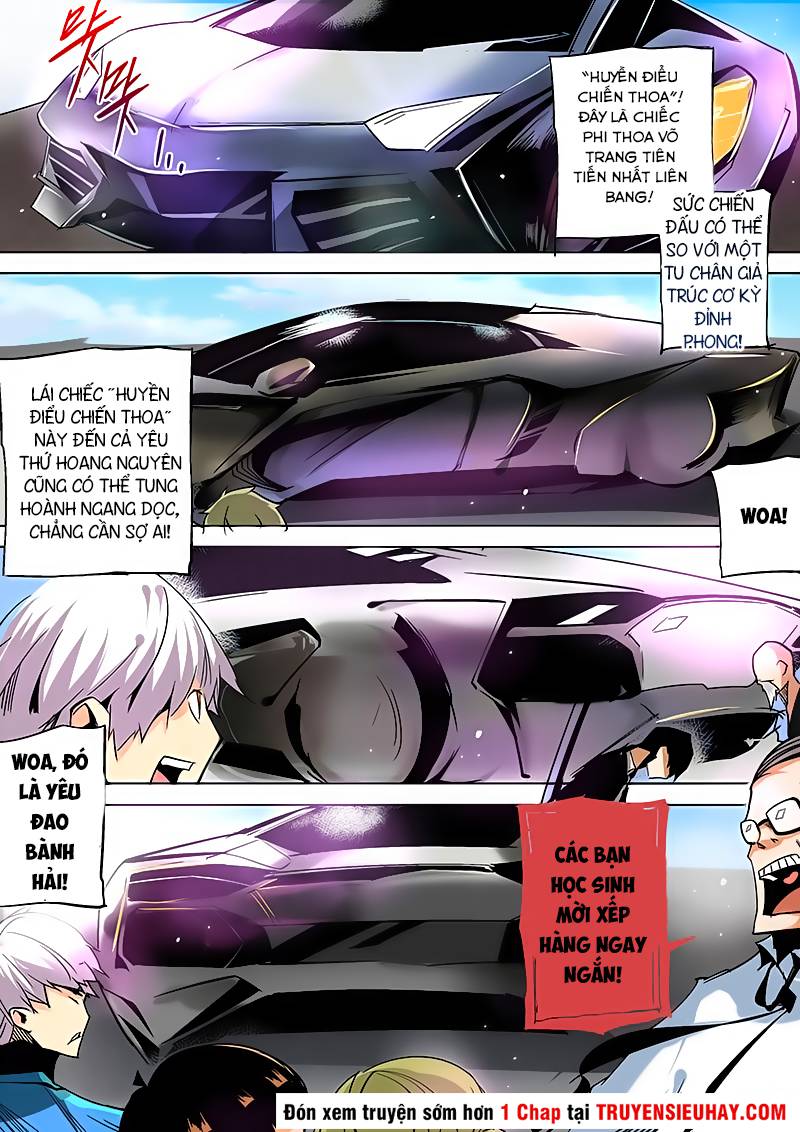 咔
咔
"HUYỀN ĐIỂU
CHIẾN THOA"!
ĐÂY LÀ CHIẾC
PHI THOA VÕ
TRANG TIÊN
TIẾN NHẤT LIÊN
BANG!
SỨC CHIẾN
ĐẤU CÓ THỂ
SO VỚI MỘT
TU CHÂN GIẢ
TRÚC CƠ KỲ
ĐỈNH
PHONG!
LÁI CHIẾC "HUYỀN
ĐIỂU CHIẾN THOA"
NÀY ĐẾN CẢ YÊU
THỨ HOANG NGUYÊN
CŨNG CÓ THỂ TUNG
HOÀNH NGANG DỌC,
CHẲNG CẦN SỢ AI!
WOA!
WOA, ĐÓ
LÀ YÊU
ĐAO
BÀNH
HẢI!
CÁC BẠN
HỌC SINH
MỜI XẾP
HÀNG NGAY
NGẮN!
Đón xem truyện sớm hơn 1 Chap tại TRUYENSIEUHAY.COM